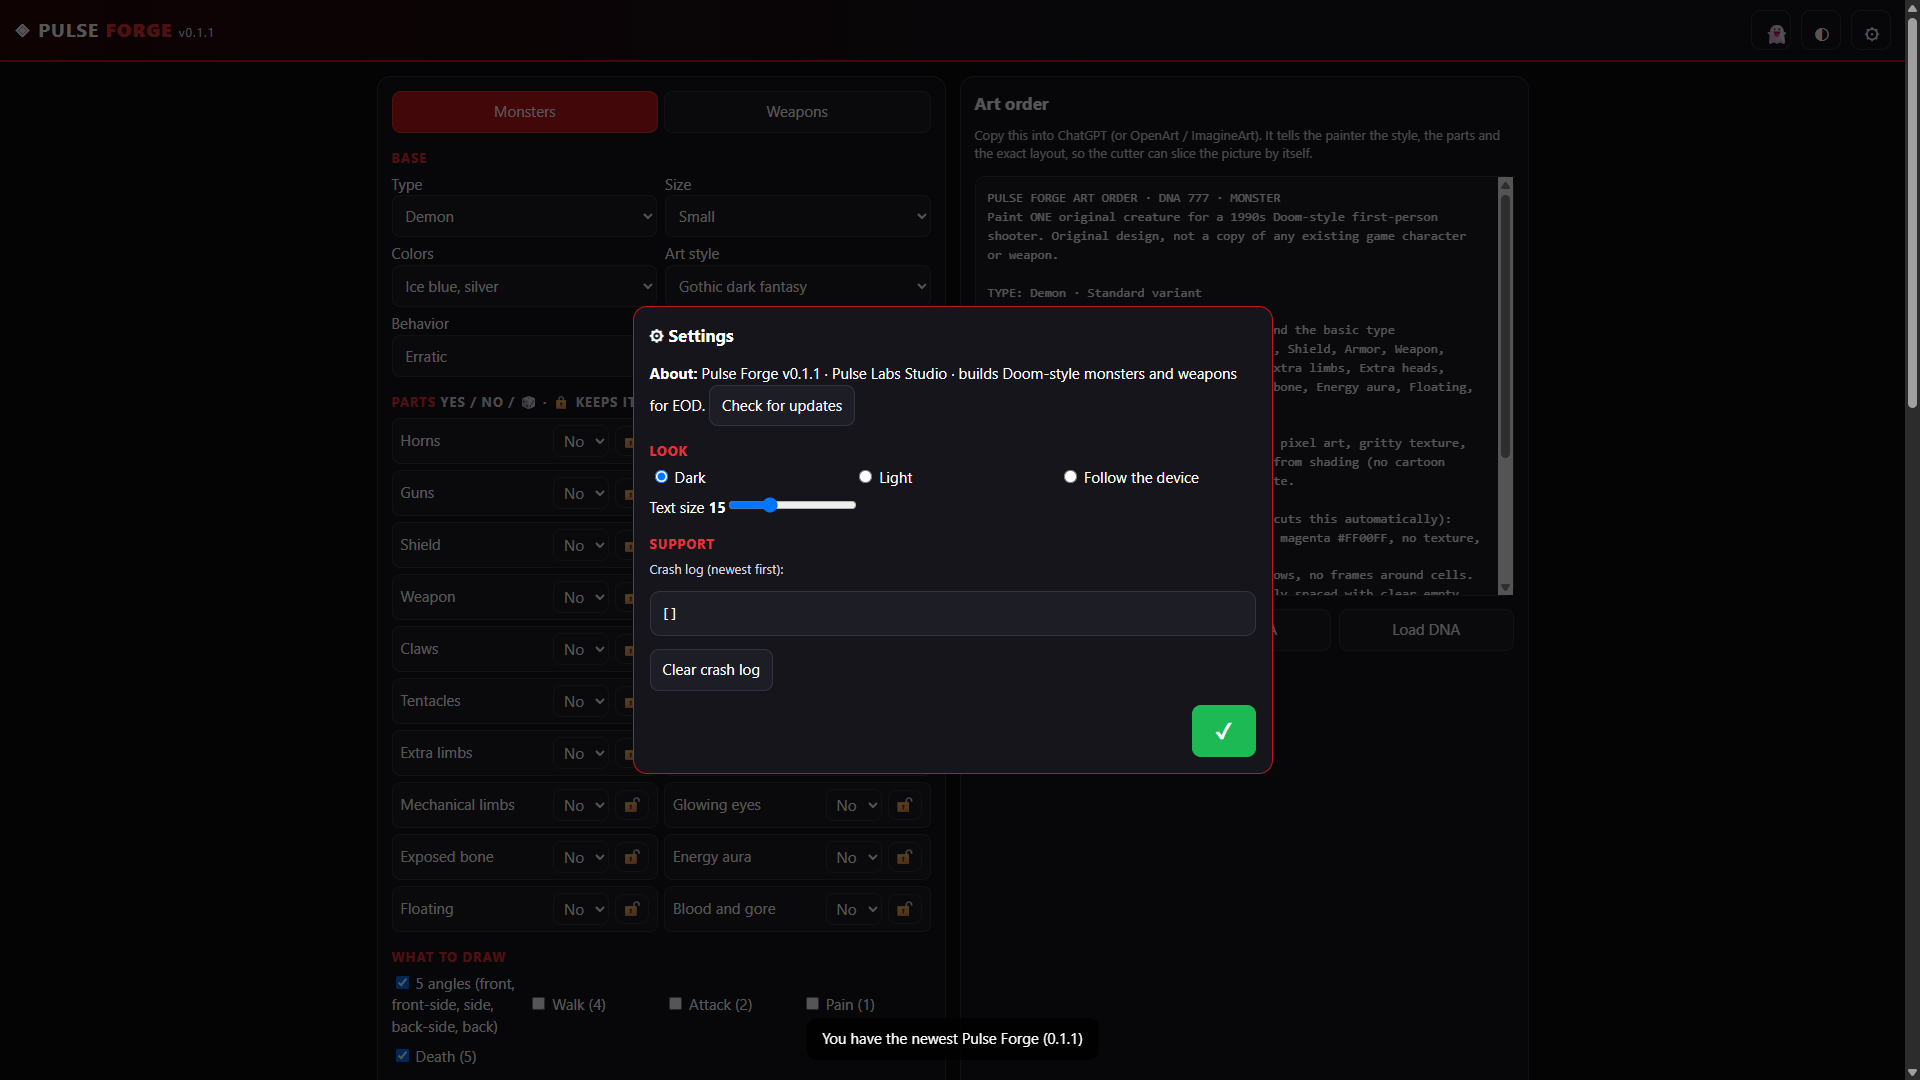 PULSE FORGE v0.1.1
Monsters
Weapons
BASE
Type
Size
Demon
Small
Colors
Art style
Ice blue, silver
Gothic dark fantasy
Behavior
Erratic
PARTS YES / NO / · KEEPS IT
Horns No
Guns No
Shield No
Weapon No
Claws No
Tentacles No
Extra limbs No
Mechanical limbs No
Glowing eyes No
Exposed bone No
Energy aura No
Floating No
Blood and gore No
WHAT TO DRAW
5 angles (front,
front-side, side,
back-side, back)
Walk (4)
Attack (2)
Pain (1)
Death (5)
Art order
Copy this into ChatGPT (or OpenArt / ImagineArt). It tells the painter the style, the parts and
the exact layout, so the cutter can slice the picture by itself.
PULSE FORGE ART ORDER · DNA 777 · MONSTER
Paint ONE original creature for a 1990s Doom-style first-person
shooter. Original design, not a copy of any existing game character
or weapon.
TYPE: Demon · Standard variant
nd the basic type
, Shield, Armor, Weapon,
xtra limbs, Extra heads,
bone, Energy aura, Floating,
pixel art, gritty texture,
from shading (no cartoon
te.
cuts this automatically):
magenta #FF00FF, no texture,
ows, no frames around cells.
ly spaced with clear empty
Load DNA
Settings
About: Pulse Forge v0.1.1 · Pulse Labs Studio · builds Doom-style monsters and weapons
for EOD. Check for updates
LOOK
Dark
Light
Follow the device
Text size 15
SUPPORT
Crash log (newest first):
[]
Clear crash log
You have the newest Pulse Forge (0.1.1)